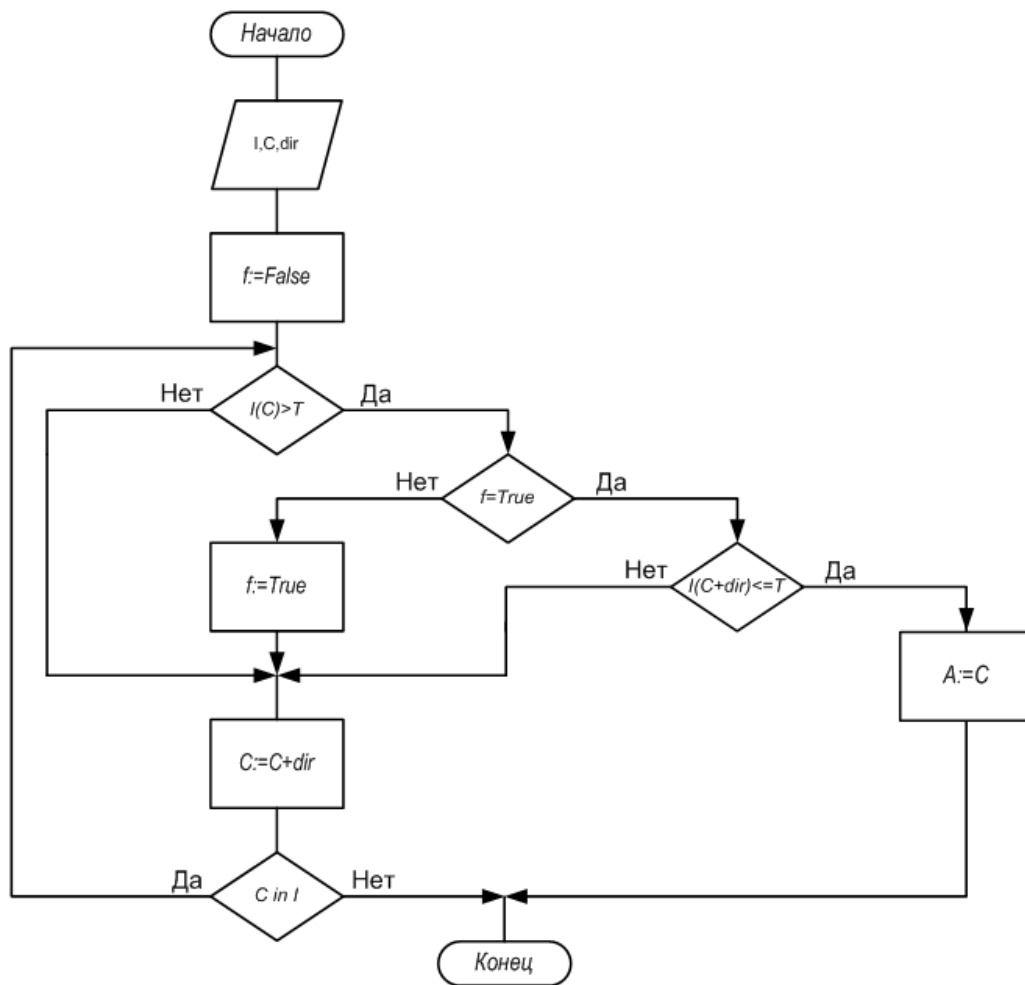 Начало
I,C,dir
f:=False
Нет
Да
I(C)>T
Нет
Да
f=True
Нет
Да
f:=True
I(C+dir)<=T
A:=C
C:=C+dir
Да
Нет
C in I
Конец